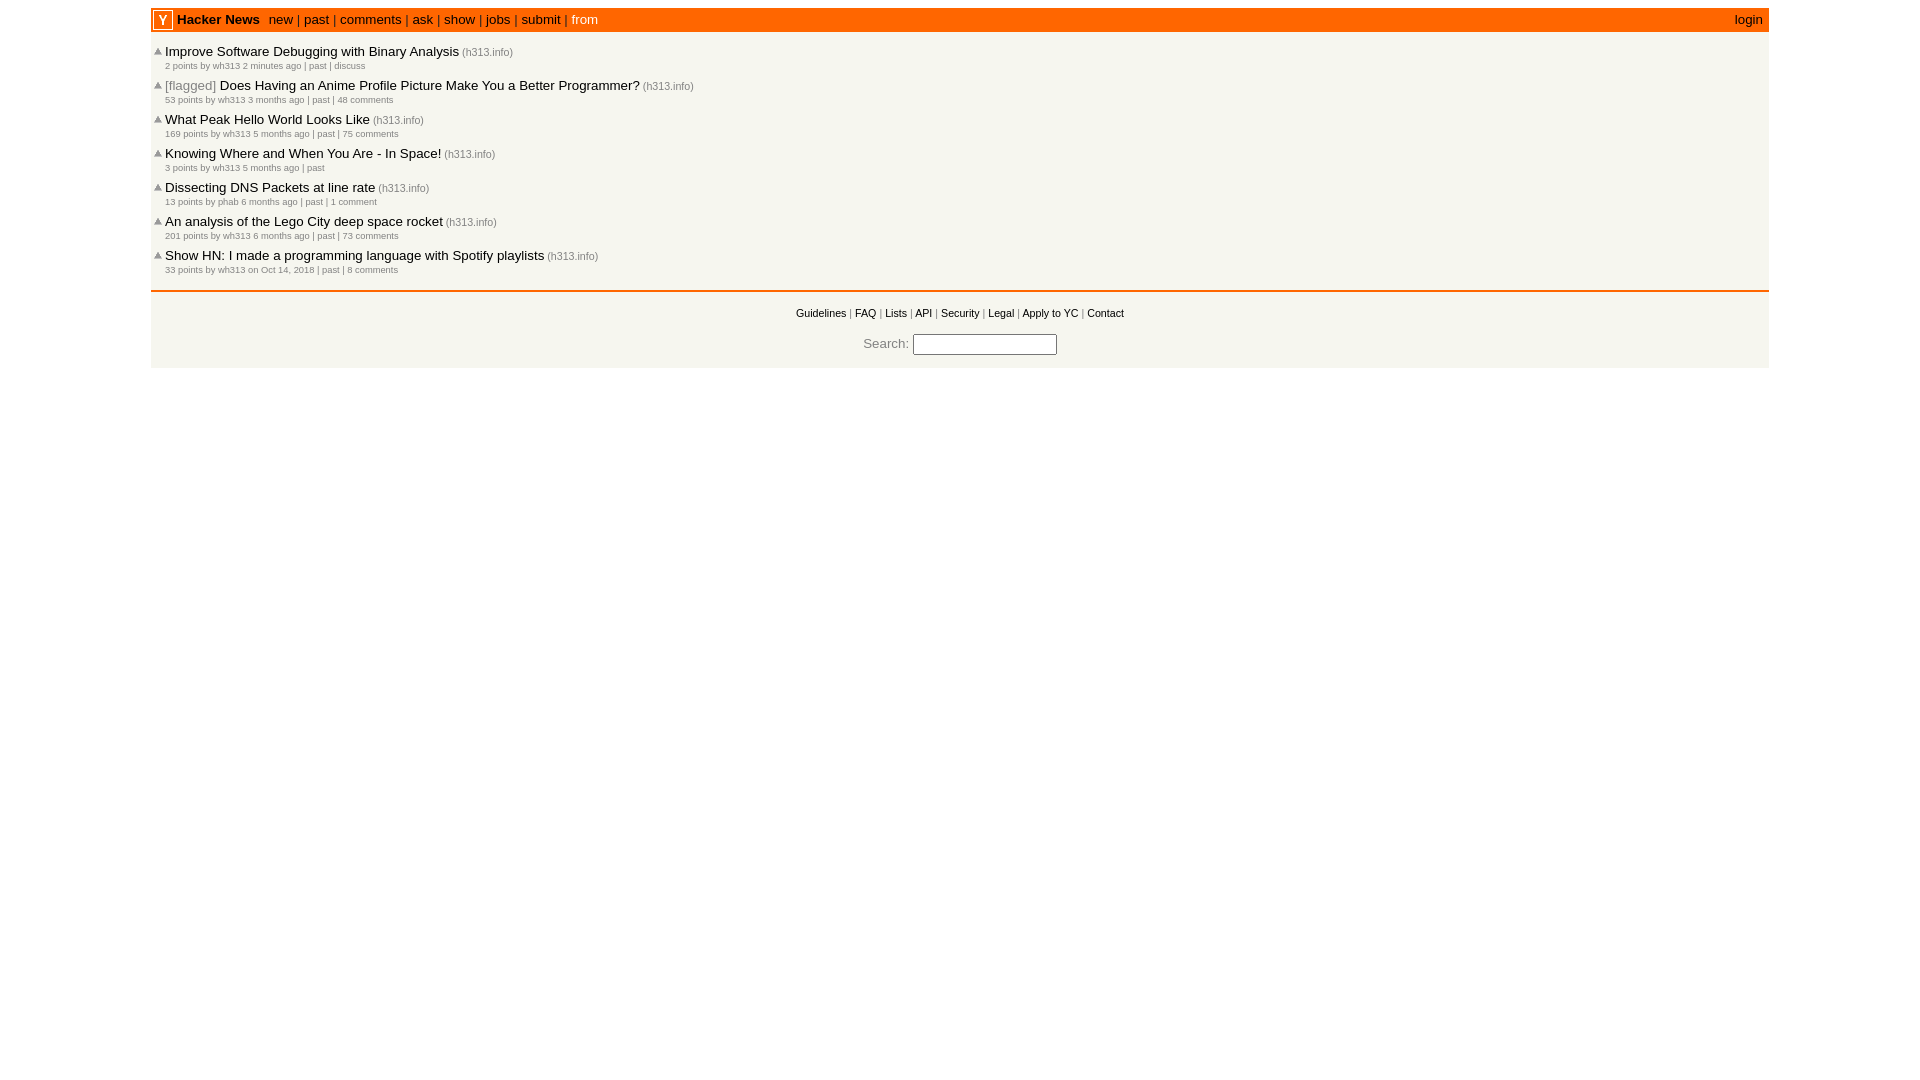 Y Hacker News new | past | comments | ask | show | jobs | submit | from login
Improve Software Debugging with Binary Analysis (h313.info)
2 points by wh313 2 minutes ago | past | discuss
[flagged] Does Having an Anime Profile Picture Make You a Better Programmer? (h313.info)
53 points by wh313 3 months ago | past | 48 comments
What Peak Hello World Looks Like (h313.info)
169 points by wh313 5 months ago | past | 75 comments
Knowing Where and When You Are - In Space! (h313.info)
3 points by wh313 5 months ago | past
Dissecting DNS Packets at line rate (h313.info)
13 points by phab 6 months ago | past | 1 comment
An analysis of the Lego City deep space rocket (h313.info)
201 points by wh313 6 months ago | past | 73 comments
Show HN: I made a programming language with Spotify playlists (h313.info)
33 points by wh313 on Oct 14, 2018 | past | 8 comments
Guidelines | FAQ | Lists | API | Security | Legal | Apply to YC | Contact
Search: